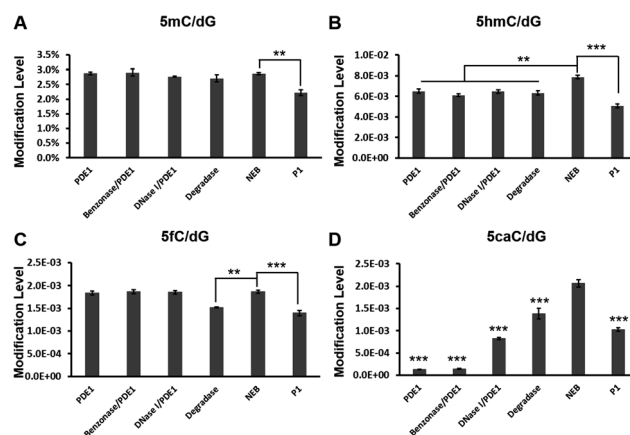 A
5mC/dG
Modification Level
3.5%
3.0%
2.5%
2.0%
1.5%
1.0%
0.5%
0.0%
**
PDE1
Benzonase/PDE1
DNase I/PDE1
Degradase
NEB
P1
B
5hmC/dG
Modification Level
1.0E-02
8.0E-03
6.0E-03
4.0E-03
2.0E-03
0.0E+00
**
***
PDE1
Benzonase/PDE1
DNase I/PDE1
Degradase
NEB
P1
C
5fC/dG
Modification Level
2.5E-03
2.0E-03
1.5E-03
1.0E-03
5.0E-04
0.0E+00
**
***
PDE1
Benzonase/PDE1
DNase I/PDE1
Degradase
NEB
P1
D
5caC/dG
Modification Level
2.5E-03
2.0E-03
1.5E-03
1.0E-03
5.0E-04
0.0E+00
***
***
***
***
***
PDE1
Benzonase/PDE1
DNase I/PDE1
Degradase
NEB
P1